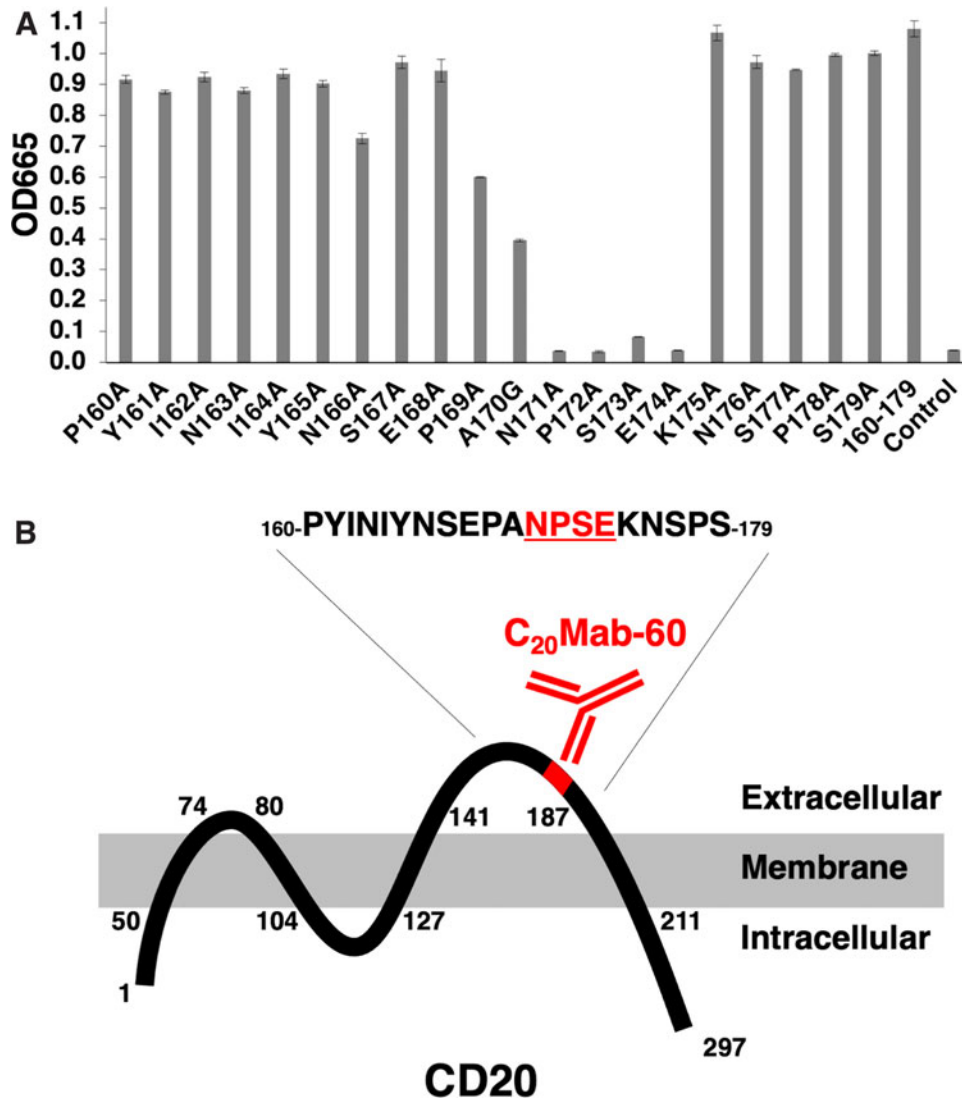 A
OD665
1.1
1.0
0.9
0.8
0.7
0.6
0.5
0.4
0.3
0.2
0.1
0.0
P160A
Y161A
I162A
N163A
I164A
Y165A
N166A
S167A
E168A
P169A
A170G
N171A
P172A
S173A
E174A
K175A
N176A
S177A
P178A
S179A
160-179
Control
B
160-PYINIYNSEPANPSEKNSPS-179
C20Mab-60
74 80
141 187
Extracellular
Membrane
50 104 127 211
Intracellular
1
297
CD20